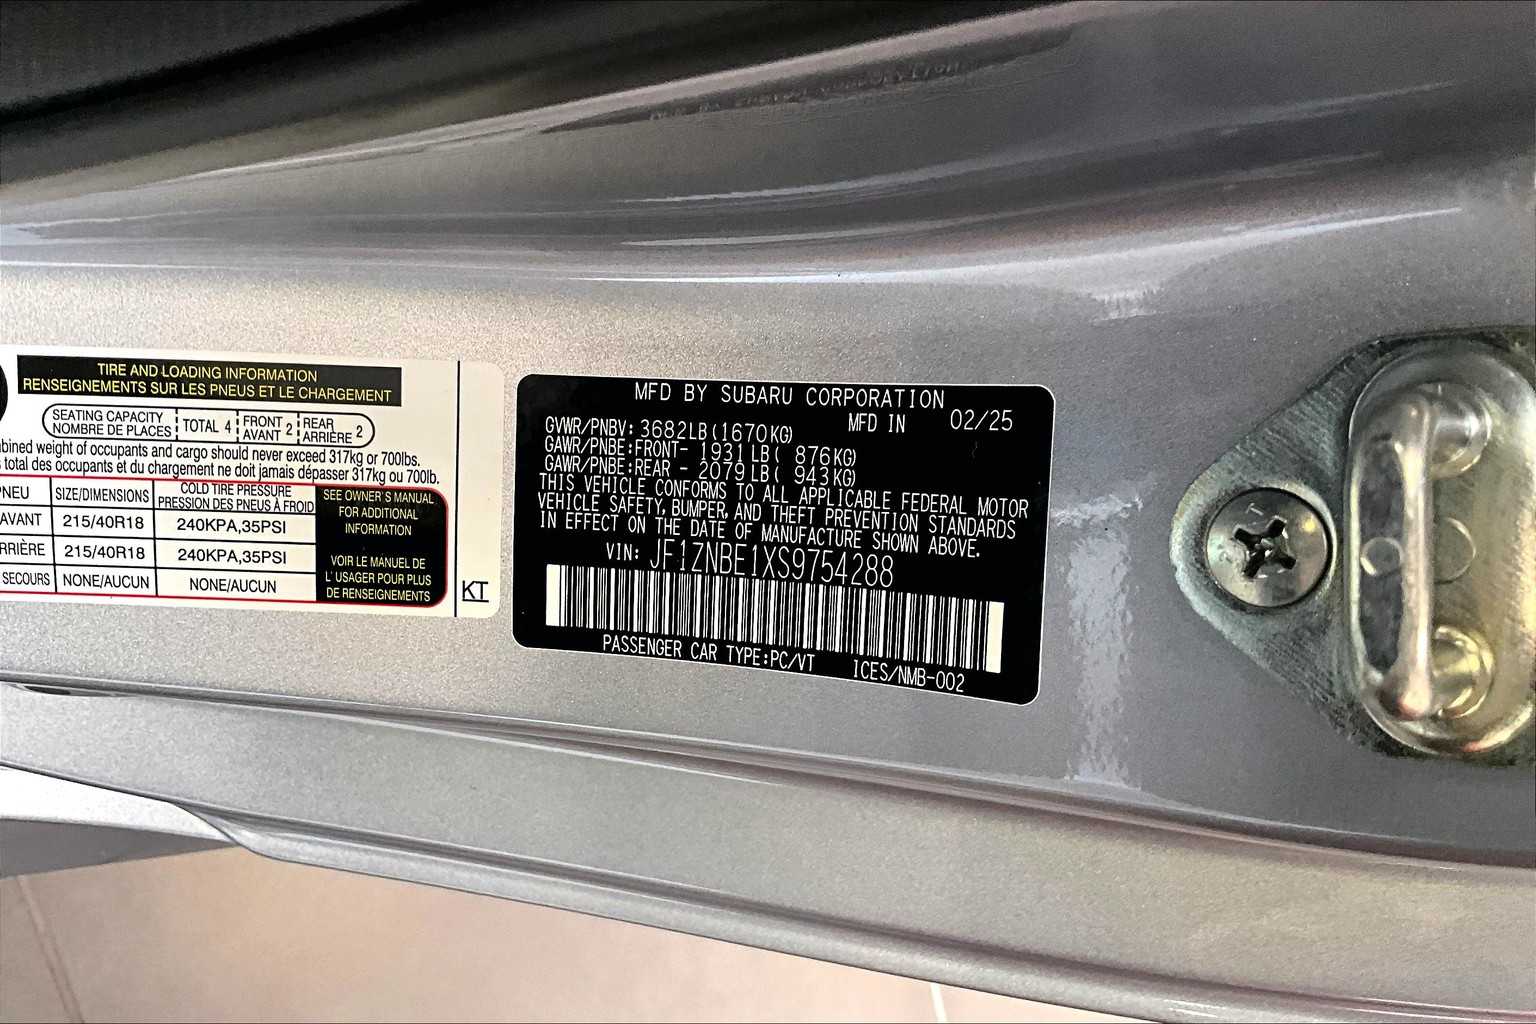 TIRE AND LOADING INFORMATION
RENSEIGNEMENTS SUR LES PNEUS ET LE CHARGEMENT
SEATING CAPACITY
NOMBRE DE PLACES
TOTAL 4
FRONT
AVANT 2
REAR
ARRIÈRE 2
weight of occupants and cargo should never exceed 317kg or 700lbs.
total des occupants et du chargement ne doit jamais dépasser 317kg ou 700lb.
PNEU SIZE/DIMENSIONS COLD TIRE PRESSURE
PRESSION DES PNEUS À FROID
AVANT 215/40R18 240KPA,35PSI
215/40R18 240KPA,35PSI
SECOURS NONE/AUCUN NONE/AUCUN
SEE OWNER'S MANUAL
FOR ADDITIONAL
INFORMATION
VOIR LE MANUEL DE
L'USAGER POUR PLUS
DE RENSEIGNEMENTS
KT
MFD BY SUBARU CORPORATION
MFD IN 02/25
GVWR/PNBV: 3682LB(1670KG)
GAWR/PNBE:FRONT- 1931LB( 876KG)
GAWR/PNBE:REAR - 2079LB( 943KG)
THIS VEHICLE CONFORMS TO ALL APPLICABLE FEDERAL MOTOR
VEHICLE SAFETY, BUMPER, AND THEFT PREVENTION STANDARDS
IN EFFECT ON THE DATE OF MANUFACTURE SHOWN ABOVE.
VIN: JF1ZNBE1XS9754288
PASSENGER CAR TYPE:PC/VT ICES/NMB-002